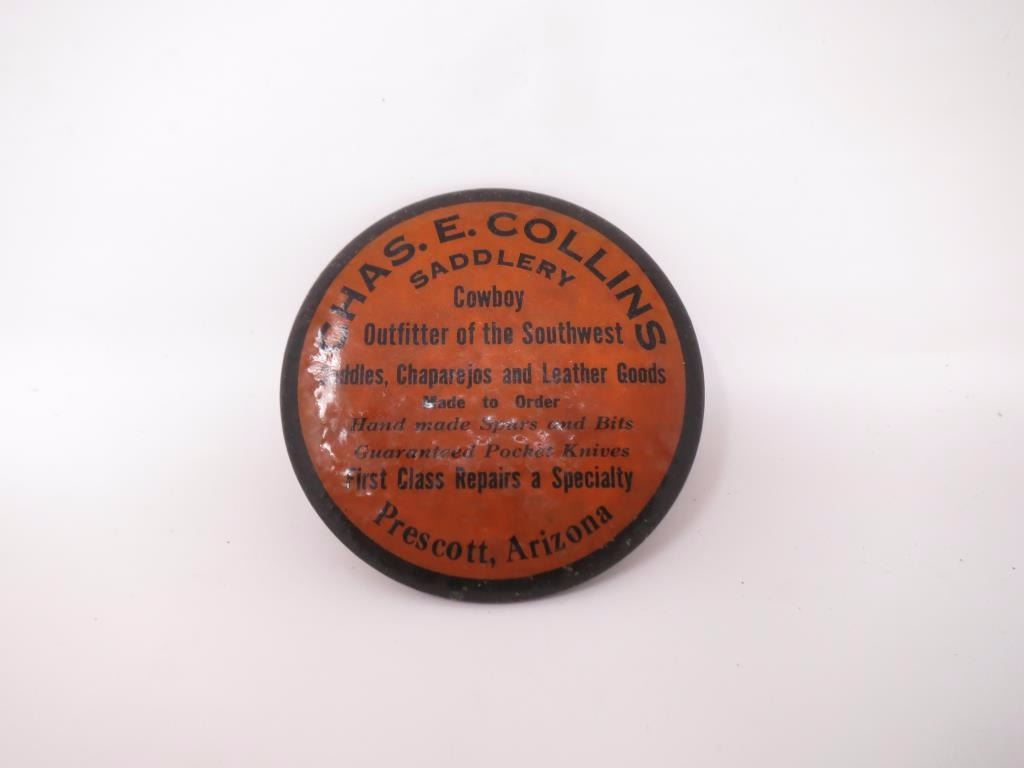 CHAS. E. COLLINS
SADDLERY
Cowboy
Outfitter of the Southwest
Saddles, Chaparejos and Leather Goods
Made to Order
Hand made Spurs and Bits
Guaranteed Pocket Knives
First Class Repairs a Specialty
Prescott, Arizona